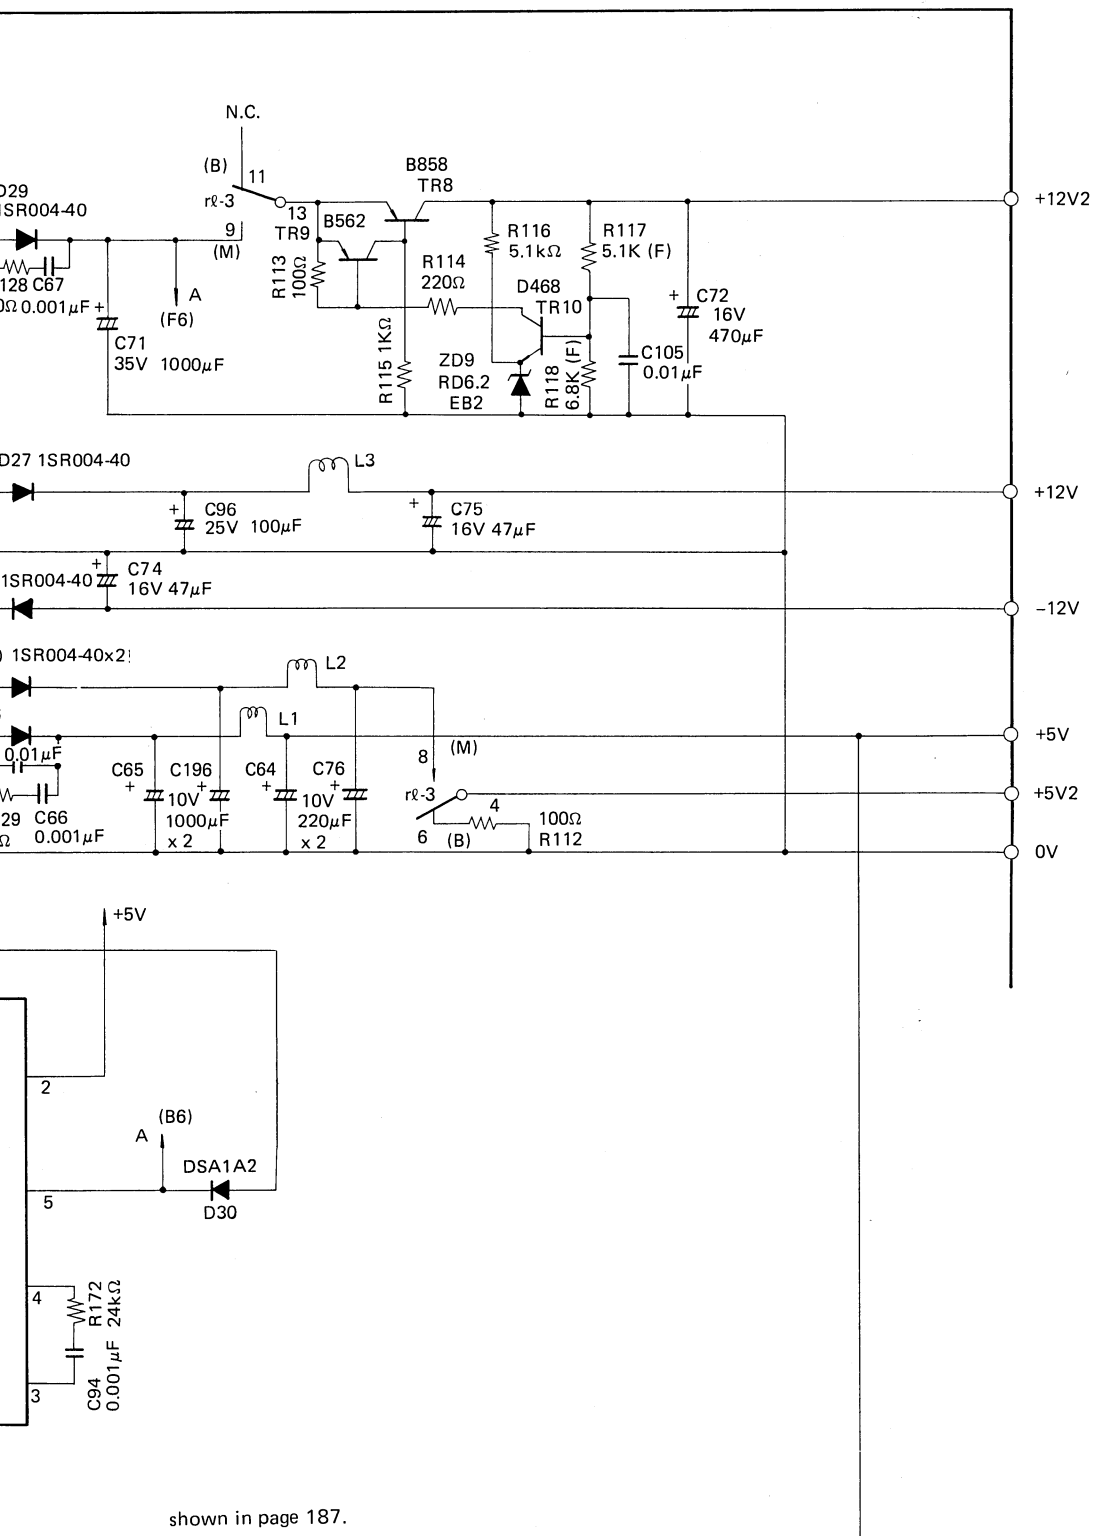 N.C.
(B)
11
rℓ-3
13
9
(M)
B858
TR8
+12V2
D29
1SR004-40
TR9
B562
R113
100Ω
R114
220Ω
R116
5.1kΩ
R117
5.1K (F)
D468
TR10
+
C72
16V
470μF
128 C67
0Ω 0.001μF
A
(F6)
+
C71
35V 1000μF
R115 1KΩ
ZD9
RD6.2
EB2
R118
6.8K (F)
C105
0.01μF
D27 1SR004-40
L3
+12V
+
C96
25V 100μF
+
C75
16V 47μF
1SR004-40
+
C74
16V 47μF
−12V
) 1SR004-40x2
L2
L1
+5V
0.01μF
8
(M)
C65
+
C196
+
10V
1000μF
x 2
C64
+
C76
+
10V
220μF
x 2
rℓ-3
4
6
(B)
100Ω
R112
+5V2
29
Ω
C66
0.001μF
0V
+5V
2
(B6)
A
DSA1A2
D30
5
4
R172
24kΩ
C94
0.001μF
3
shown in page 187.